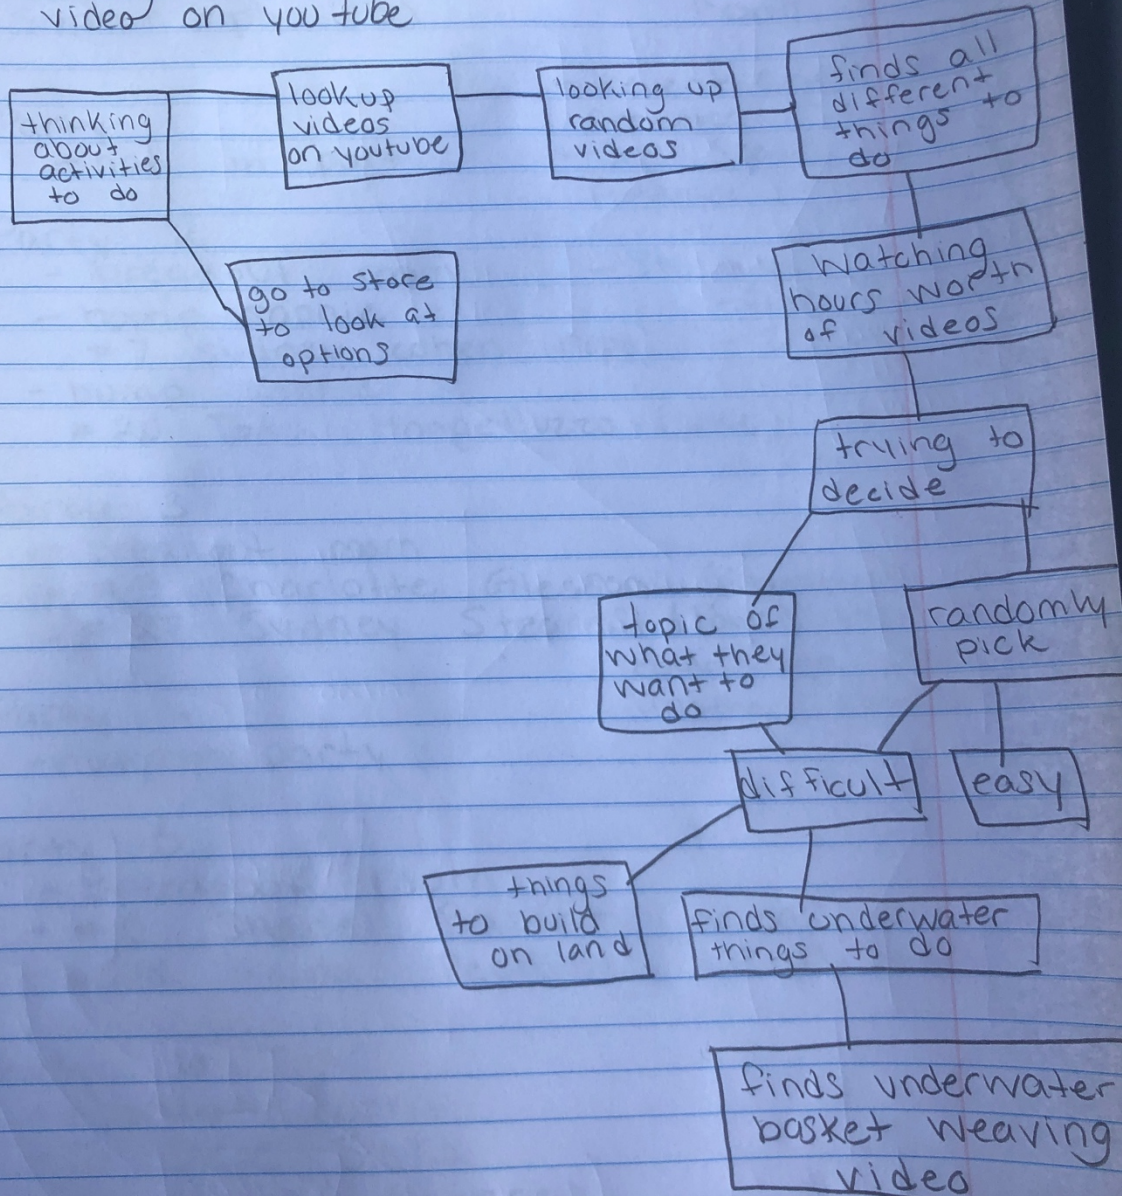 video on youtube
thinking
about
activities
to do
lookup
videos
on youtube
looking up
random
videos
finds all
different
things to
do
go to store
to look at
options
watching
hours worth
of videos
trying to
decide
topic of
what they
want to
do
randomly
pick
difficult
easy
things
to build
on land
finds underwater
things to do
finds underwater
basket weaving
video